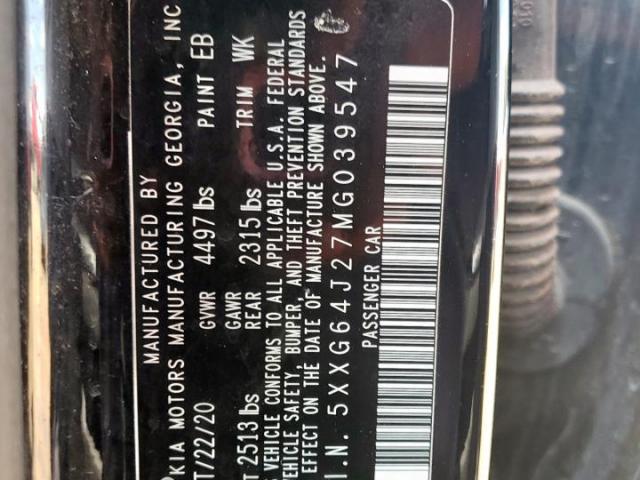 MANUFACTURED BY
KIA MOTORS MANUFACTURING GEORGIA, INC
T/22/20 GVWR 4497 lbs PAINT EB
GAWR
T 2513 lbs REAR 2315 lbs TRIM WK
VEHICLE CONFORMS TO ALL APPLICABLE U.S.A. FEDERAL
VEHICLE SAFETY, BUMPER, AND THEFT PREVENTION STANDARDS
EFFECT ON THE DATE OF MANUFACTURE SHOWN ABOVE.
I.N. 5XXG64J27MG039547
PASSENGER CAR